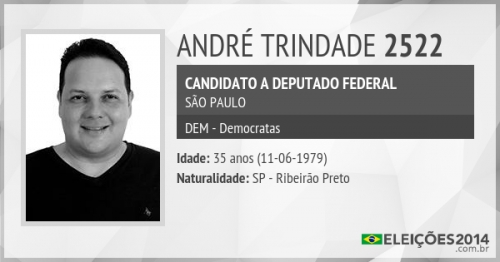 ANDRÉ TRINDADE 2522
CANDIDATO A DEPUTADO FEDERAL
SÃO PAULO
DEM - Democratas
Idade: 35 anos (11-06-1979)
Naturalidade: SP - Ribeirão Preto
ELEIÇÕES2014
.com.br